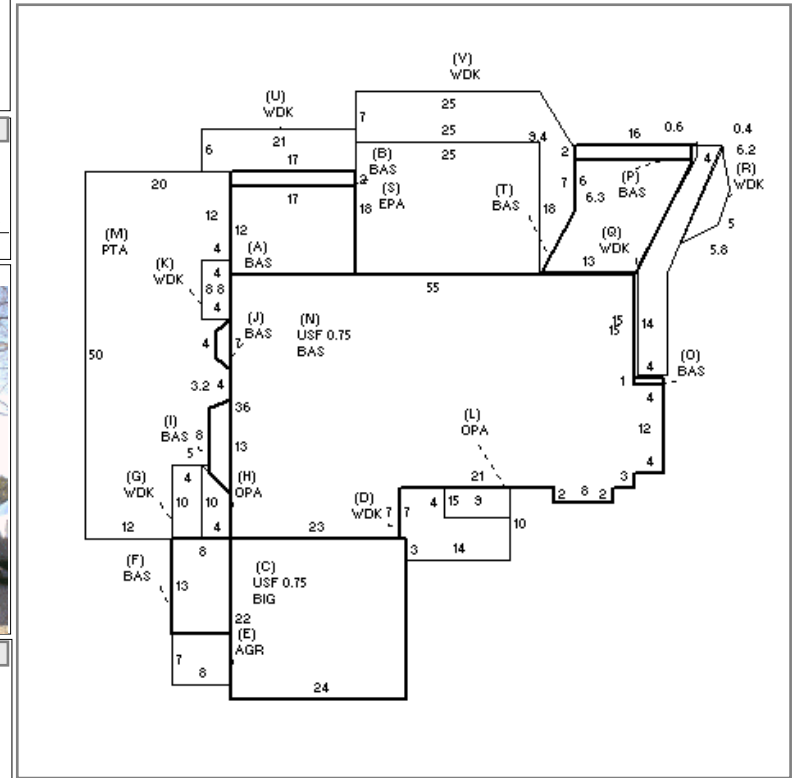 (V)
WDK
(U)
WDK
25
7
21
25
9.4
16
0.6
0.4
6
17
(B)
BAS
25
2
4
6.2
(R)
WDK
20
17
(S)
EPA
18
(T)
BAS
18
7
6
6.3
(P)
BAS
12
12
(M)
PTA
4
(A)
BAS
(Q)
WDK
5
5.8
13
(K)
WDK
4
8 8
4
55
(J)
BAS
(N)
USF 0.75
BAS
4
7
15
15
14
50
4
(O)
BAS
3.2
4
1
36
4
(I)
BAS
8
5
13
(L)
OPA
12
4
(G)
WDK
4
(H)
OPA
21
3
10
10
(D)
WDK
7
7
4
15
9
2
8
2
10
12
4
23
3
14
8
(F)
BAS
13
(C)
USF 0.75
BIG
22
(E)
AGR
7
8
24